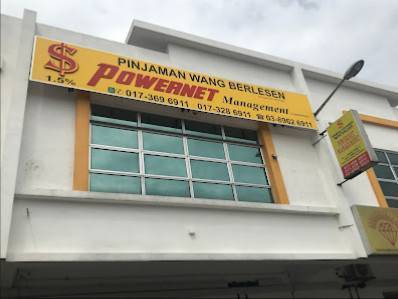 PINJAMAN WANG BERLESEN
$ POWERNET Management
1.5%
017-369 6911 017-328 6911 03-8962 6911